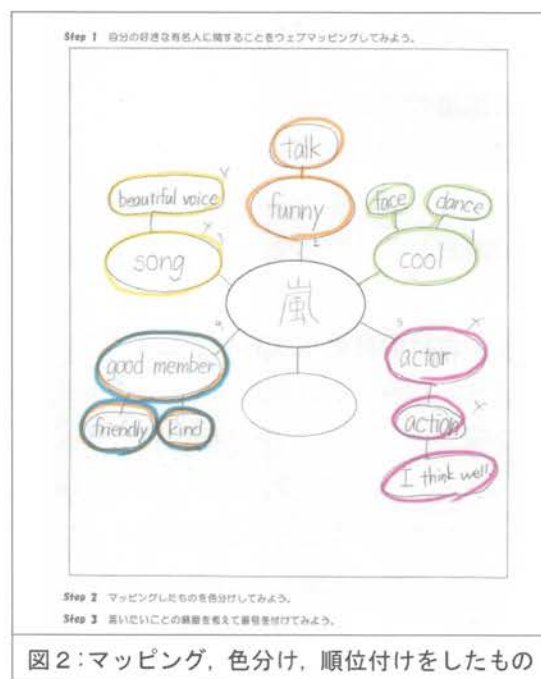 Step 1 自分の好きな有名人に関することをウェブマッピングしてみよう。
talk
funny
beautiful voice
song
face
dance
cool
嵐
good member
friendly
kind
actor
action
I think well
Step 2 マッピングしたものを色分けしてみよう。
Step 3 言いたいことの順番を考えて番号を付けてみよう。
図2:マッピング,色分け,順位付けをしたもの